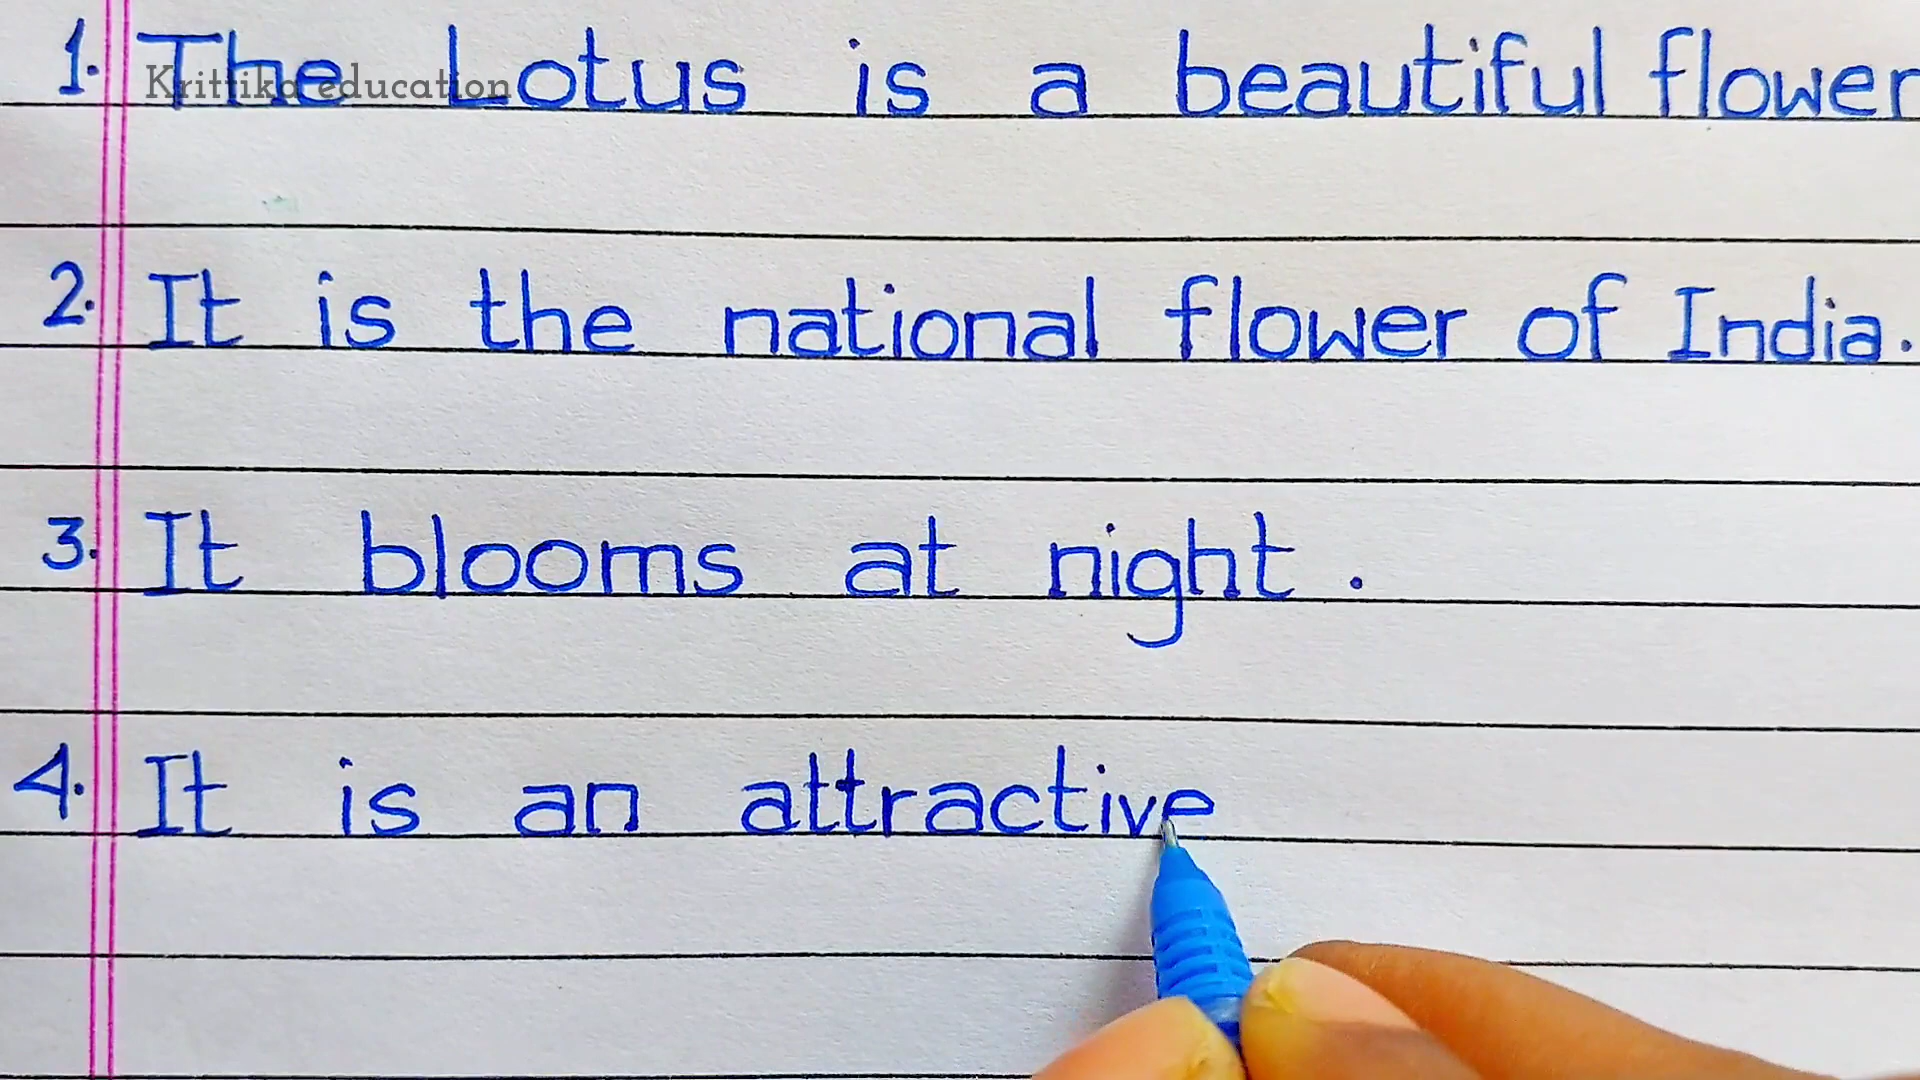 1. The Lotus is a beautiful flower
Krittika education
2. It is the national flower of India.
3. It blooms at night .
4. It is an attractive